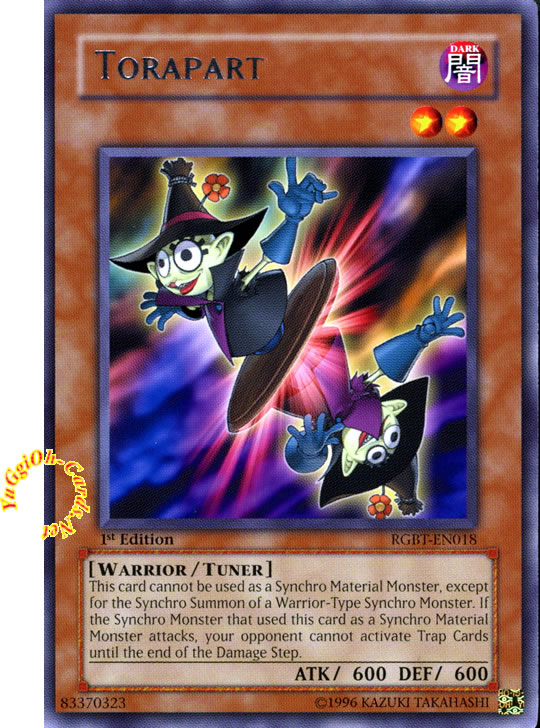 Torapart
DARK
闇
YuGgiOh-Cards.Net
1st Edition
RGBT-EN018
[Warrior / Tuner]
This card cannot be used as a Synchro Material Monster, except
for the Synchro Summon of a Warrior-Type Synchro Monster. If
the Synchro Monster that used this card as a Synchro Material
Monster attacks, your opponent cannot activate Trap Cards
until the end of the Damage Step.
ATK/ 600 DEF/ 600
83370323
©1996 KAZUKI TAKAHASHI